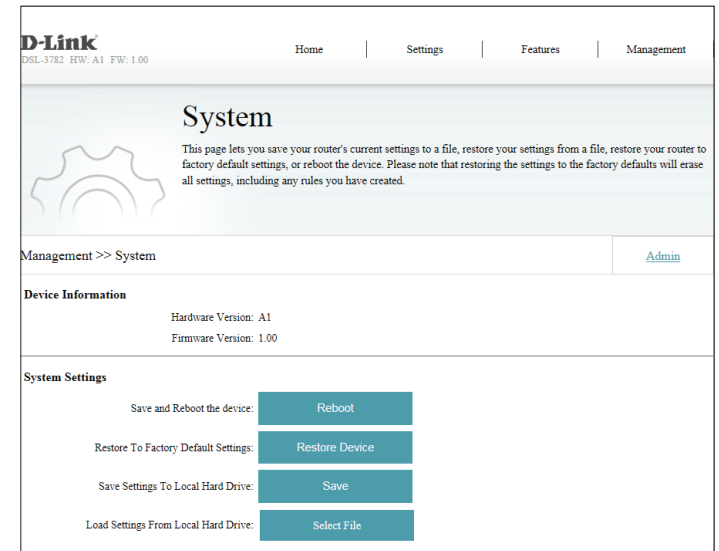 D-Link
DSL-3782 HW: A1 FW: 1.00
Home Settings Features Management
System
This page lets you save your router's current settings to a file, restore your settings from a file, restore your router to
factory default settings, or reboot the device. Please note that restoring the settings to the factory defaults will erase
all settings, including any rules you have created.
Management >> System
Admin
Device Information
Hardware Version: A1
Firmware Version: 1.00
System Settings
Save and Reboot the device: Reboot
Restore To Factory Default Settings: Restore Device
Save Settings To Local Hard Drive: Save
Load Settings From Local Hard Drive: Select File